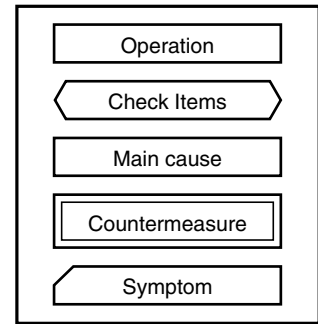 Operation
Check Items
Main cause
Countermeasure
Symptom